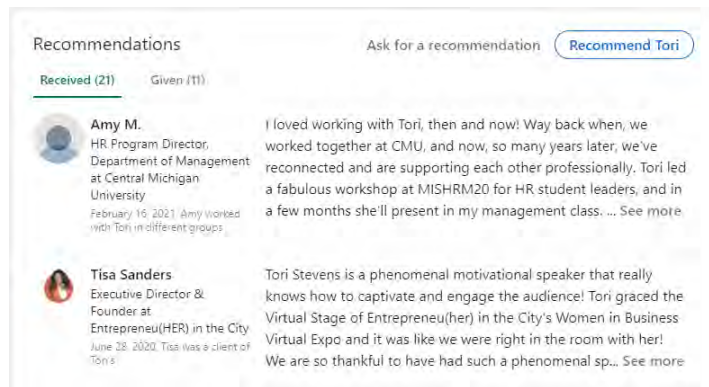 Recommendations
Ask for a recommendation
Recommend Tori
Received (21)
Given (11)
Amy M.
HR Program Director,
Department of Management
at Central Michigan
University
February 16, 2021, Amy worked
with Tori in different groups
I loved working with Tori, then and now! Way back when, we
worked together at CMU, and now, so many years later, we've
reconnected and are supporting each other professionally. Tori led
a fabulous workshop at MISHRM20 for HR student leaders, and in
a few months she'll present in my management class. ... See more
Tisa Sanders
Executive Director &
Founder at
Entrepreneu(HER) in the City
June 28, 2020, Tisa was a client of
Tori's
Tori Stevens is a phenomenal motivational speaker that really
knows how to captivate and engage the audience! Tori graced the
Virtual Stage of Entrepreneu(her) in the City's Women in Business
Virtual Expo and it was like we were right in the room with her!
We are so thankful to have had such a phenomenal sp... See more